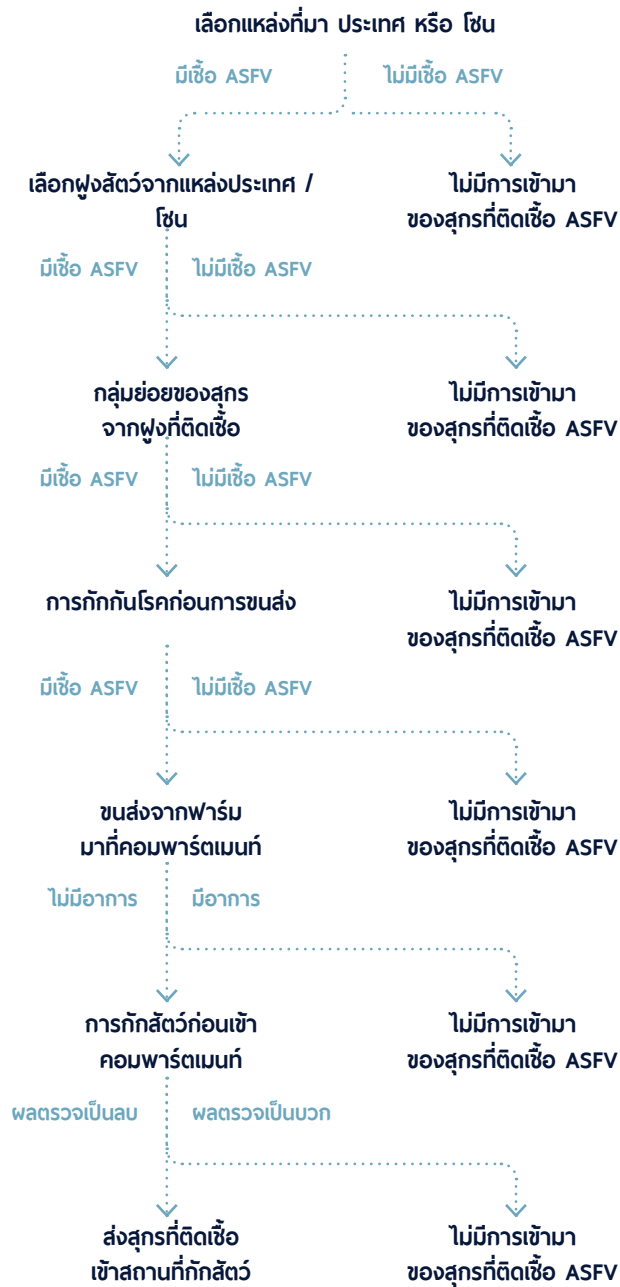 เลือกแหล่งที่มา ประเทศ หรือ โซน
มีเชื้อ ASFV
ไม่มีเชื้อ ASFV
เลือกฝูงสัตว์จากแหล่งประเทศ /
โซน
ไม่มีการเข้ามา
ของสุกรที่ติดเชื้อ ASFV
มีเชื้อ ASFV
ไม่มีเชื้อ ASFV
กลุ่มย่อยของสุกร
จากฝูงที่ติดเชื้อ
ไม่มีการเข้ามา
ของสุกรที่ติดเชื้อ ASFV
มีเชื้อ ASFV
ไม่มีเชื้อ ASFV
การกักกันโรคก่อนการขนส่ง
ไม่มีการเข้ามา
ของสุกรที่ติดเชื้อ ASFV
มีเชื้อ ASFV
ไม่มีเชื้อ ASFV
ขนส่งจากฟาร์ม
มาที่คอมพาร์ตเมนท์
ไม่มีการเข้ามา
ของสุกรที่ติดเชื้อ ASFV
ไม่มีอาการ
มีอาการ
การกักสัตว์ก่อนเข้า
คอมพาร์ตเมนท์
ไม่มีการเข้ามา
ของสุกรที่ติดเชื้อ ASFV
ผลตรวจเป็นลบ
ผลตรวจเป็นบวก
ส่งสุกรที่ติดเชื้อ
เข้าสถานที่กักสัตว์
ไม่มีการเข้ามา
ของสุกรที่ติดเชื้อ ASFV